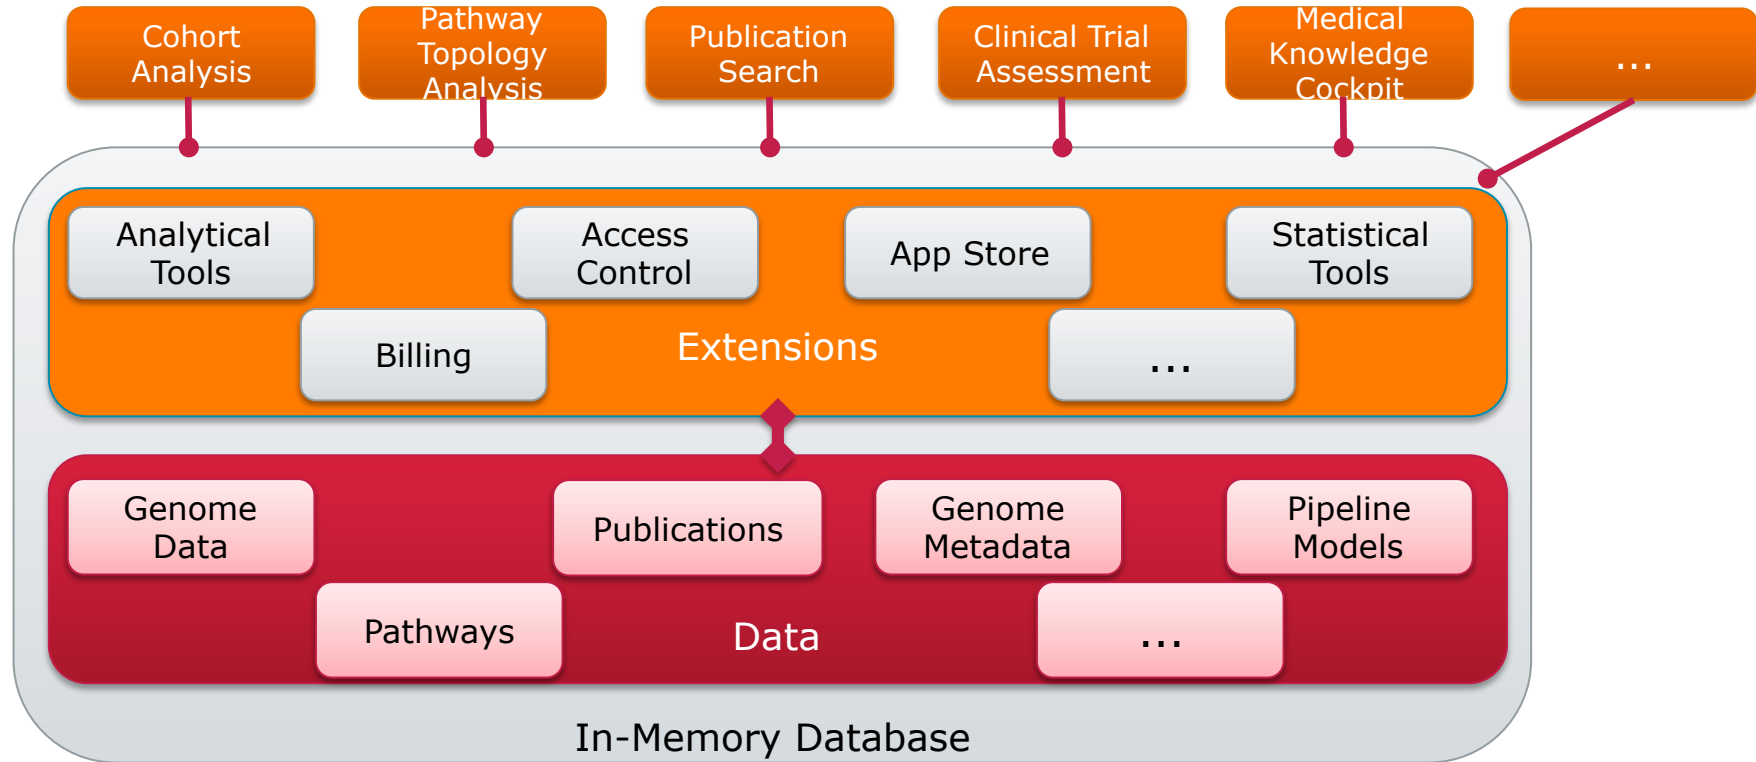 Cohort
Analysis
Pathway
Topology
Analysis
Publication
Search
Clinical Trial
Assessment
Medical
Knowledge
Cockpit
...
Analytical
Tools
Access
Control
App Store
Statistical
Tools
Billing
Extensions
...
Genome
Data
Publications
Genome
Metadata
Pipeline
Models
Pathways
Data
...
In-Memory Database